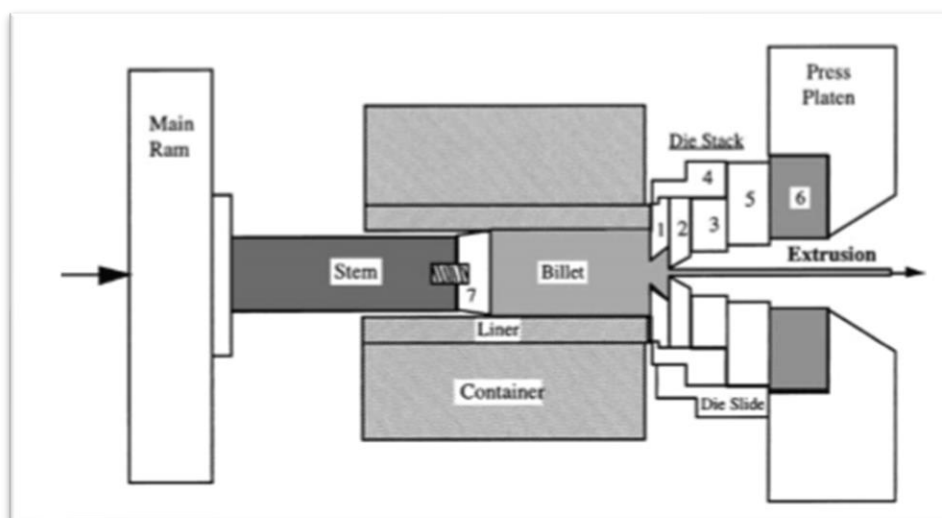 Main
Ram
Press
Platen
Die Stack
4
5
6
1
2
3
Extrusion
Stem
Billet
7
Liner
Container
Die Slide